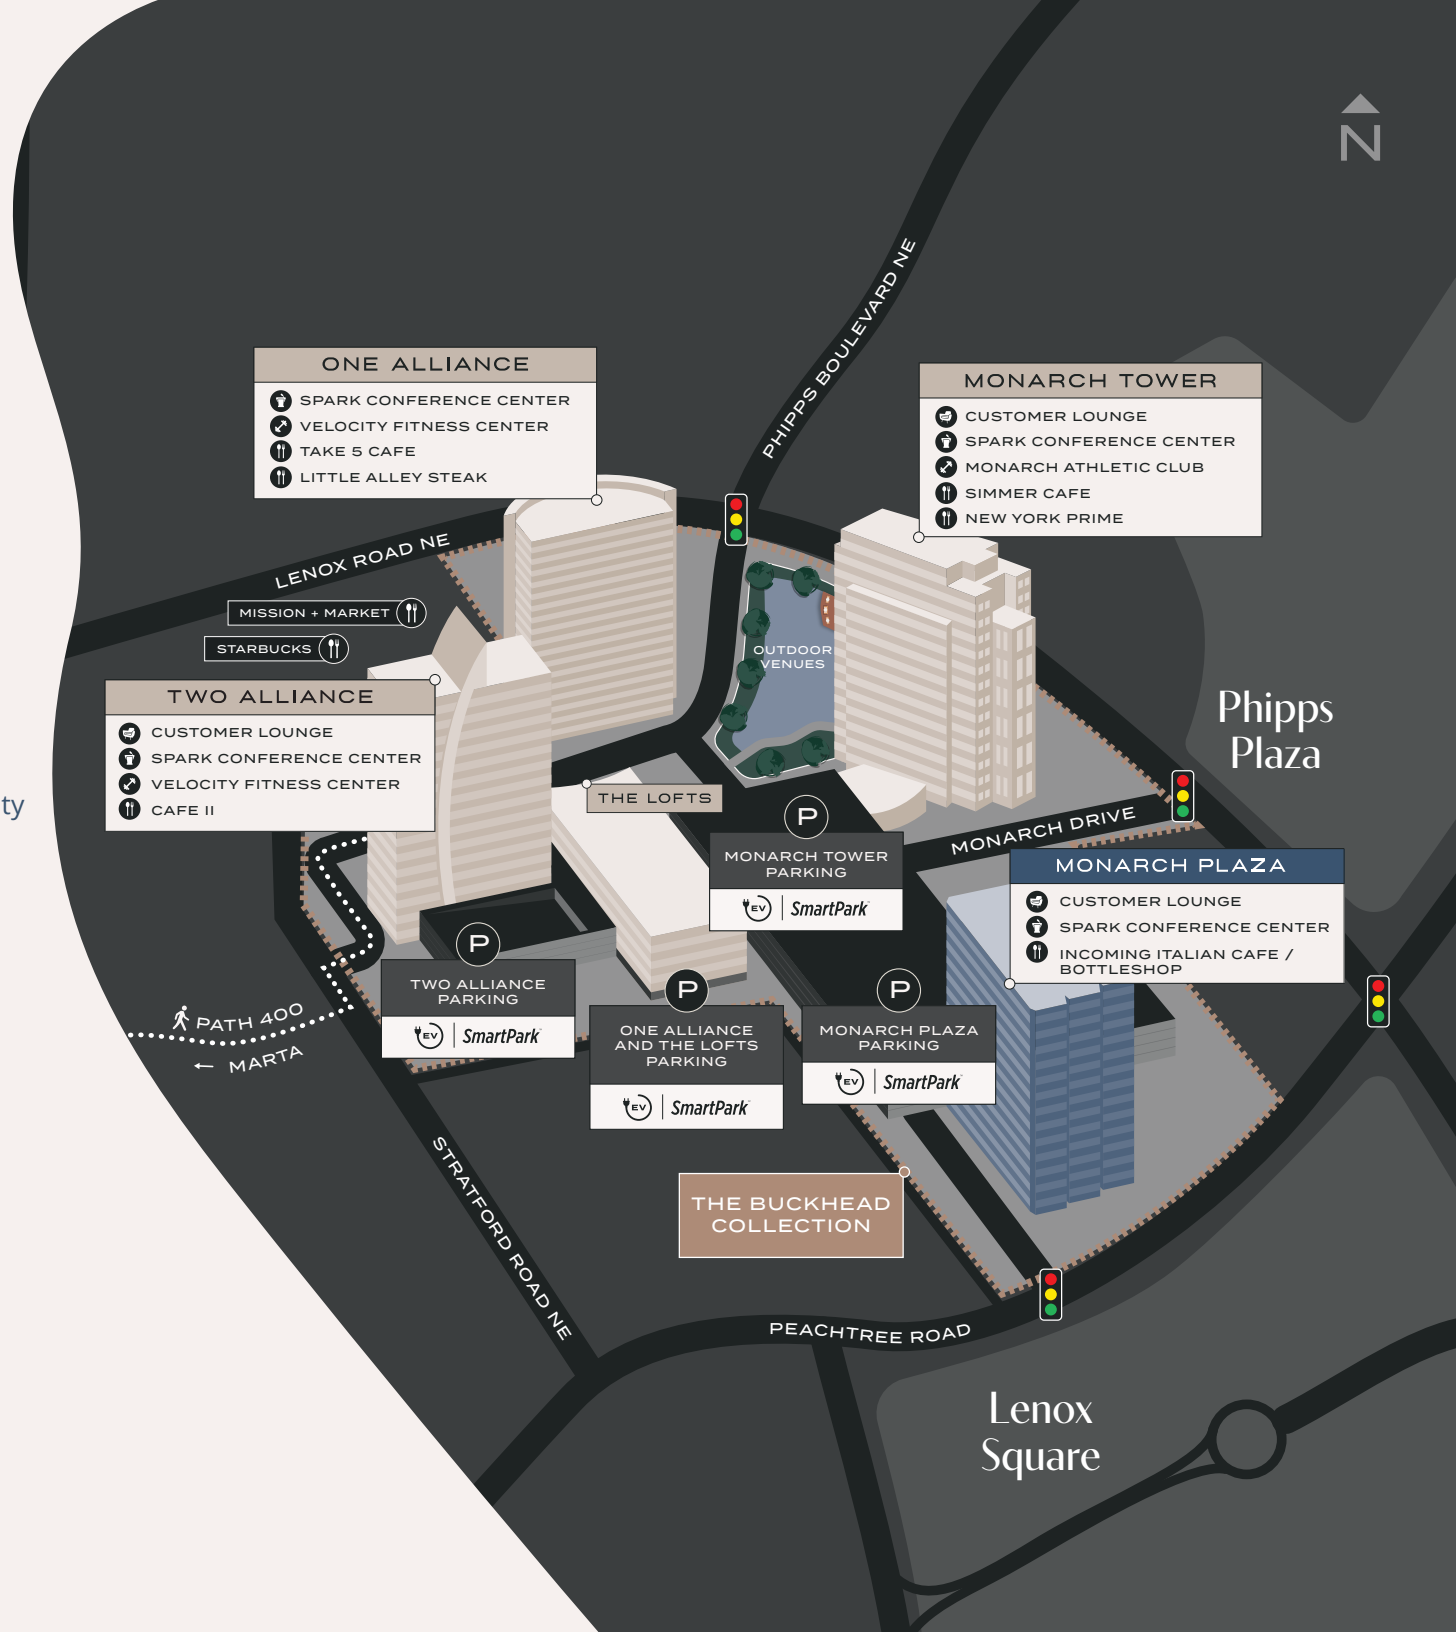 N
PHIPPS BOULEVARD NE
ONE ALLIANCE
SPARK CONFERENCE CENTER
VELOCITY FITNESS CENTER
TAKE 5 CAFE
LITTLE ALLEY STEAK
MONARCH TOWER
CUSTOMER LOUNGE
SPARK CONFERENCE CENTER
MONARCH ATHLETIC CLUB
SIMMER CAFE
NEW YORK PRIME
LENOX ROAD NE
MISSION + MARKET
STARBUCKS
OUTDOOR
VENUES
TWO ALLIANCE
CUSTOMER LOUNGE
SPARK CONFERENCE CENTER
VELOCITY FITNESS CENTER
CAFE II
Phipps
Plaza
ty
THE LOFTS
P
MONARCH TOWER
PARKING
EV SmartPark
MONARCH DRIVE
MONARCH PLAZA
CUSTOMER LOUNGE
SPARK CONFERENCE CENTER
INCOMING ITALIAN CAFE /
BOTTLESHOP
P
TWO ALLIANCE
PARKING
EV SmartPark
P
ONE ALLIANCE
AND THE LOFTS
PARKING
EV SmartPark
P
MONARCH PLAZA
PARKING
EV SmartPark
PATH 400
← MARTA
STRATFORD ROAD NE
THE BUCKHEAD
COLLECTION
PEACHTREE ROAD
Lenox
Square